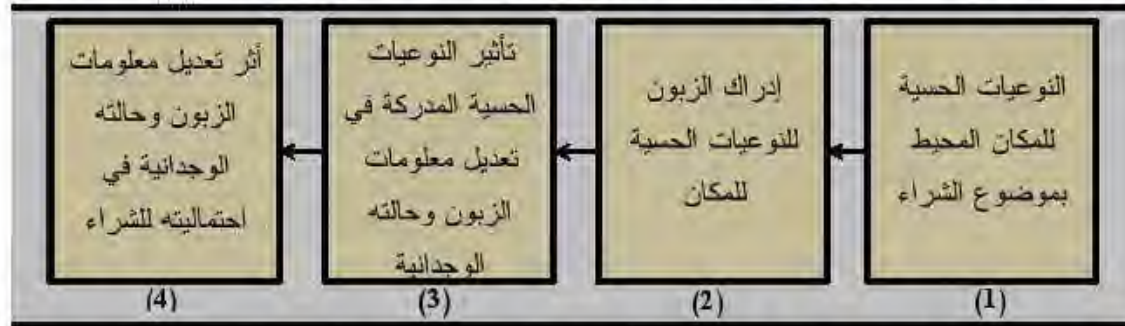 النوعيات الحسية
للمكان المحيط
بموضوع الشراء
(1)
إدراك الزبون
للنوعيات الحسية
للمكان
(2)
تأثير النوعيات
الحسية المدركة في
تعديل معلومات
الزبون وحالته
الوجدانية
(3)
أثر تعديل معلومات
الزبون وحالته
الوجدانية في
احتماليته للشراء
(4)